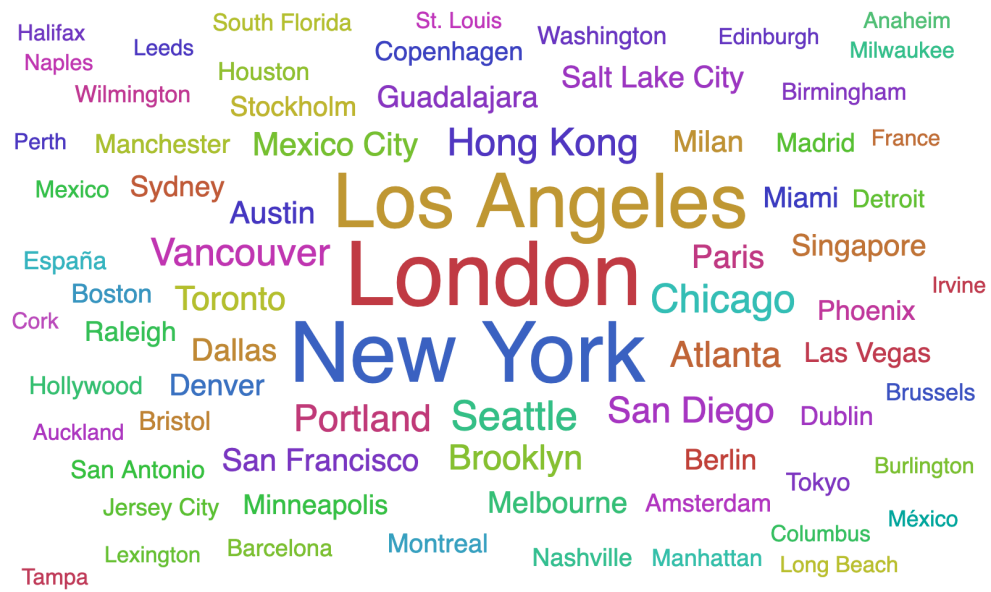 Halifax
Leeds
South Florida
St. Louis
Copenhagen
Washington
Edinburgh
Anaheim
Milwaukee
Naples
Wilmington
Houston
Stockholm
Guadalajara
Salt Lake City
Birmingham
Perth
Manchester
Mexico City
Hong Kong
Milan
Madrid
France
Mexico
Sydney
Austin
Los Angeles
Miami
Detroit
España
Vancouver
London
Paris
Singapore
Boston
Toronto
Chicago
Phoenix
Irvine
Cork
Raleigh
Dallas
New York
Atlanta
Las Vegas
Hollywood
Denver
Brussels
Auckland
Bristol
Portland
Seattle
San Diego
Dublin
San Antonio
San Francisco
Brooklyn
Berlin
Tokyo
Burlington
Jersey City
Minneapolis
Melbourne
Amsterdam
Columbus
México
Lexington
Barcelona
Montreal
Nashville
Manhattan
Long Beach
Tampa